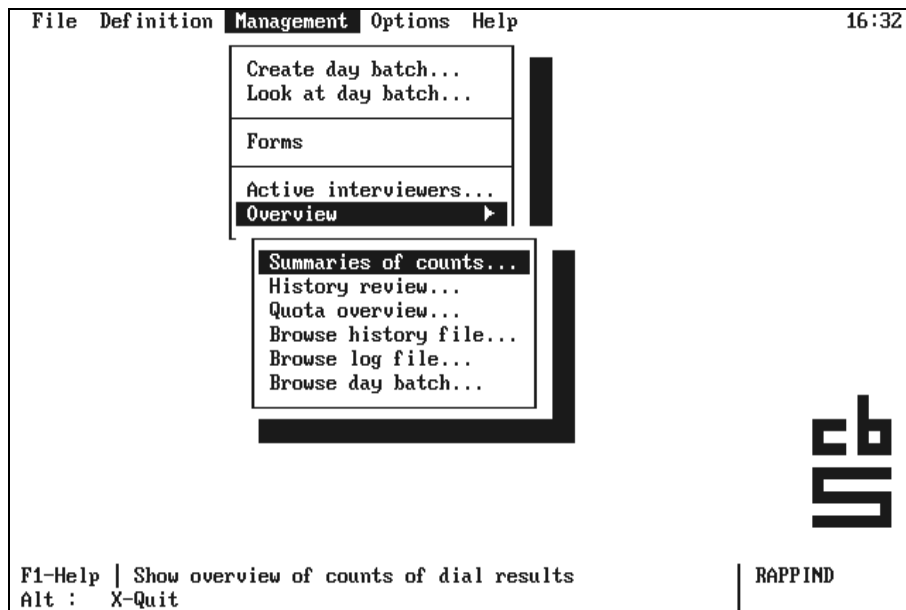 File Definition Management Options Help 16:32
Create day batch...
Look at day batch...
Forms
Active interviewers...
Overview ►
Summaries of counts...
History review...
Quota overview...
Browse history file...
Browse log file...
Browse day batch...
cb
s
F1-Help | Show overview of counts of dial results | RAPPIND
Alt : X-Quit